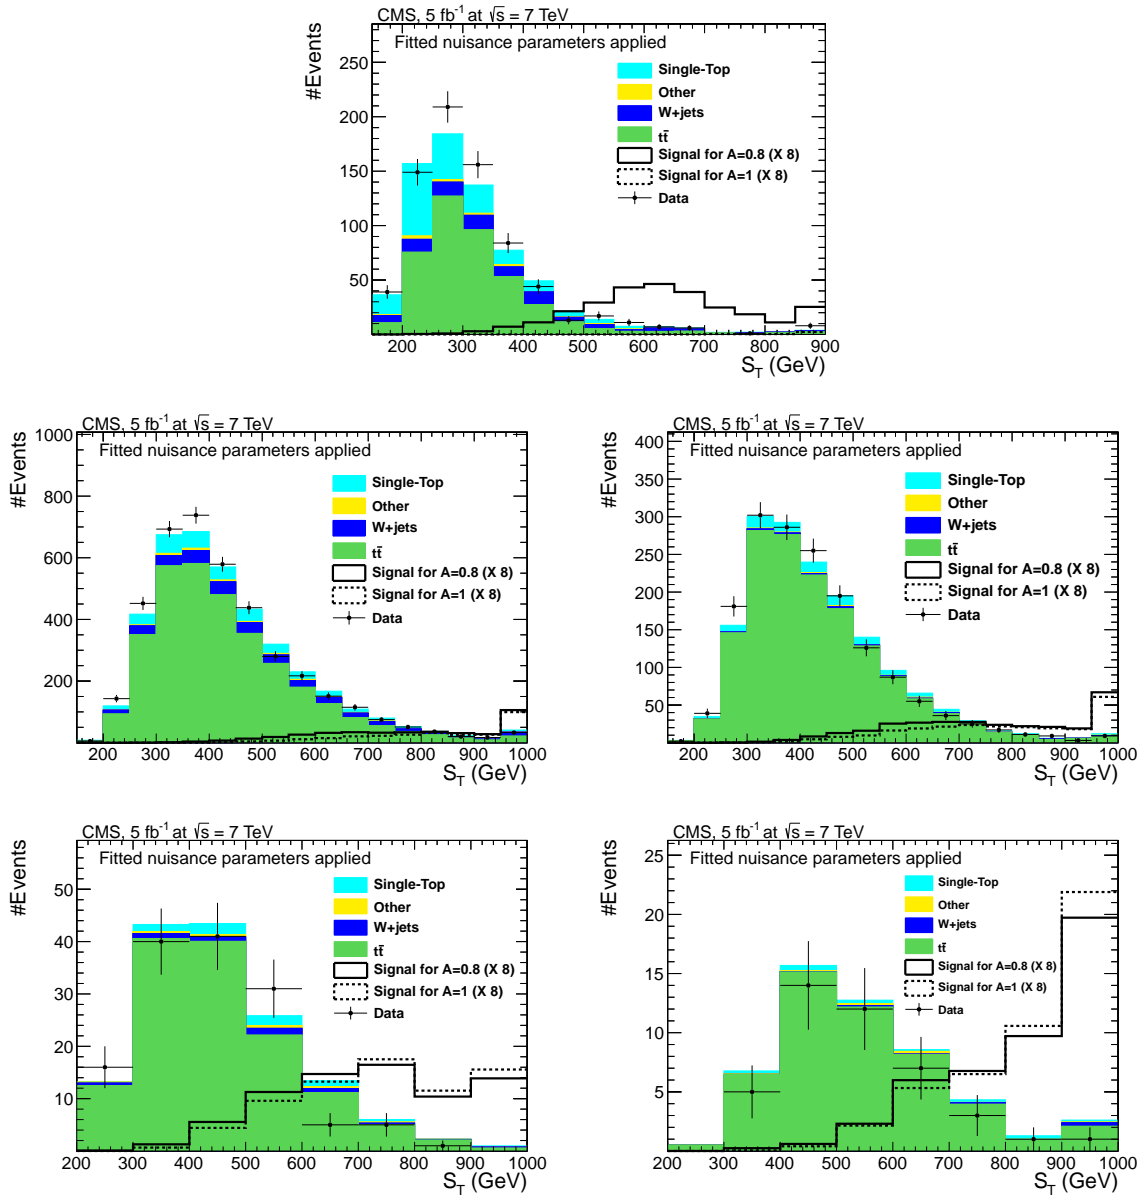 CMS, 5 fb⁻¹ at √s = 7 TeV
Fitted nuisance parameters applied
#Events
250
200
150
100
50
Single-Top
Other
W+jets
tt̄
Signal for A=0.8 (X 8)
Signal for A=1 (X 8)
Data
200 300 400 500 600 700 800 900
S_T (GeV)
CMS, 5 fb⁻¹ at √s = 7 TeV
Fitted nuisance parameters applied
#Events
1000
800
600
400
200
Single-Top
Other
W+jets
tt̄
Signal for A=0.8 (X 8)
Signal for A=1 (X 8)
Data
200 300 400 500 600 700 800 900 1000
S_T (GeV)
CMS, 5 fb⁻¹ at √s = 7 TeV
Fitted nuisance parameters applied
#Events
400
350
300
250
200
150
100
50
Single-Top
Other
W+jets
tt̄
Signal for A=0.8 (X 8)
Signal for A=1 (X 8)
Data
200 300 400 500 600 700 800 900 1000
S_T (GeV)
CMS, 5 fb⁻¹ at √s = 7 TeV
Fitted nuisance parameters applied
#Events
50
40
30
20
10
Single-Top
Other
W+jets
tt̄
Signal for A=0.8 (X 8)
Signal for A=1 (X 8)
Data
200 300 400 500 600 700 800 900 1000
S_T (GeV)
CMS, 5 fb⁻¹ at √s = 7 TeV
Fitted nuisance parameters applied
#Events
25
20
15
10
5
Single-Top
Other
W+jets
tt̄
Signal for A=0.8 (X 8)
Signal for A=1 (X 8)
Data
200 300 400 500 600 700 800 900 1000
S_T (GeV)